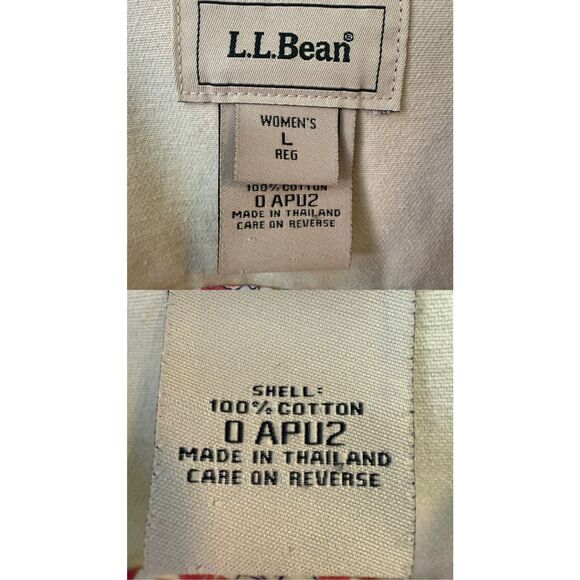 L.L.Bean®
WOMEN'S
L
REG
100% COTTON
0 APU2
MADE IN THAILAND
CARE ON REVERSE
SHELL:
100% COTTON
0 APU2
MADE IN THAILAND
CARE ON REVERSE